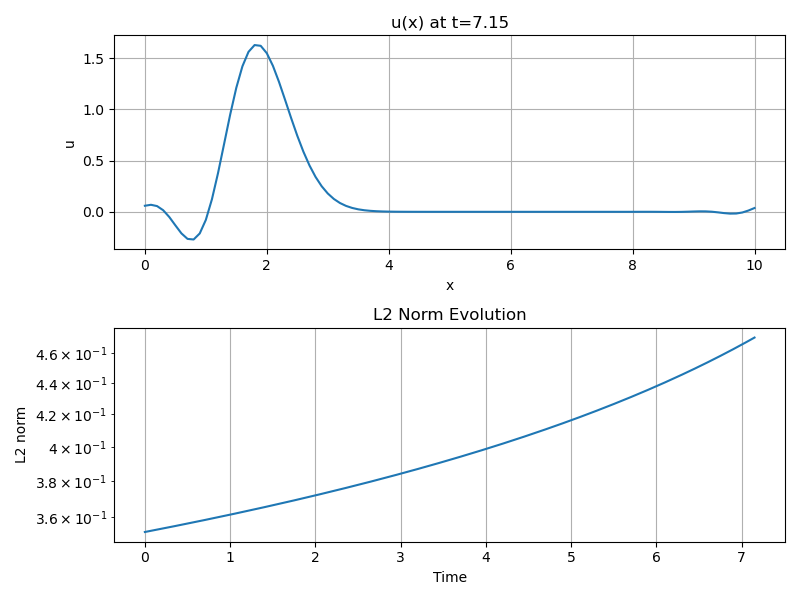 u(x) at t=7.15
u
1.5
1.0
0.5
0.0
0 2 4 6 8 10
x
L2 Norm Evolution
L2 norm
4.6 × 10⁻¹
4.4 × 10⁻¹
4.2 × 10⁻¹
4 × 10⁻¹
3.8 × 10⁻¹
3.6 × 10⁻¹
0 1 2 3 4 5 6 7
Time